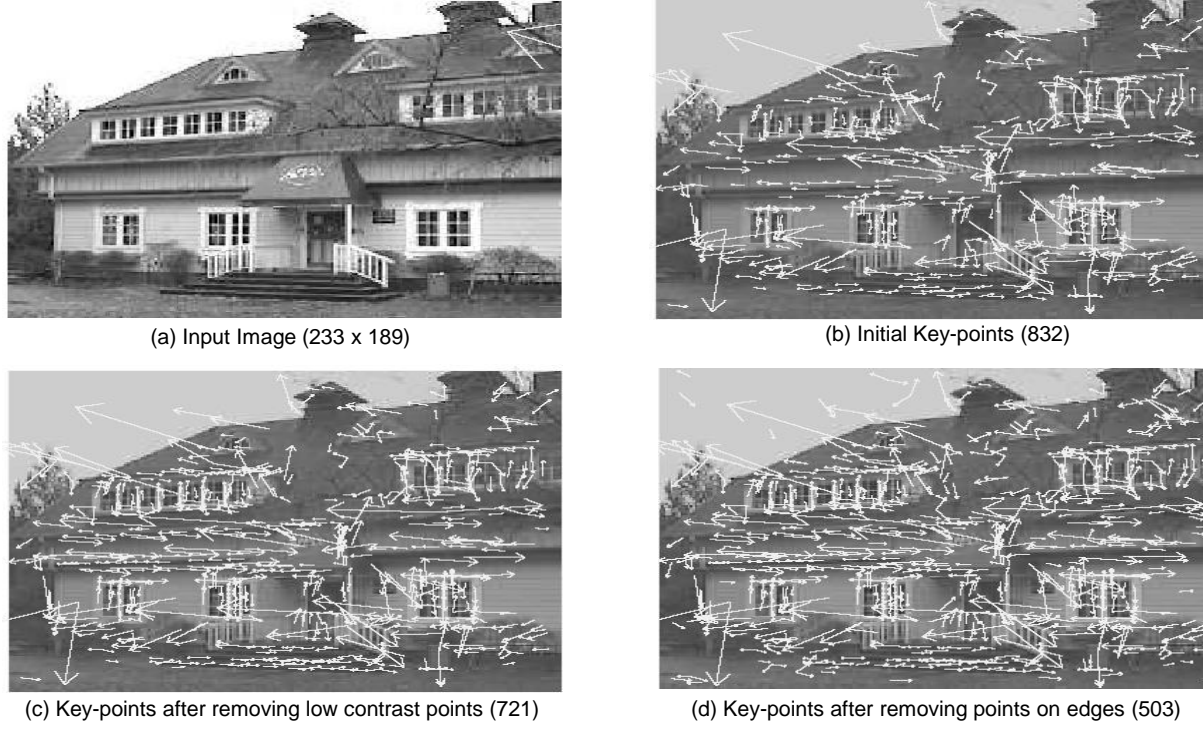 (a) Input Image (233 x 189)
(b) Initial Key-points (832)
(c) Key-points after removing low contrast points (721)
(d) Key-points after removing points on edges (503)